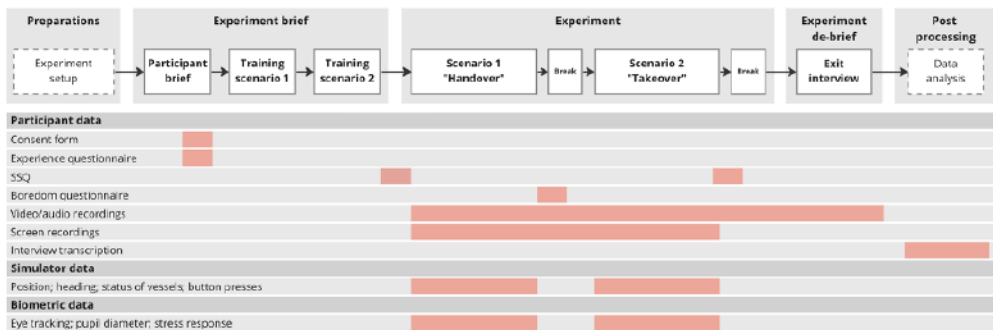 Preparations
Experiment brief
Experiment
Experiment
de-brief
Post
processing
Experiment
setup
Participant
brief
Training
scenario 1
Training
scenario 2
Scenario 1
"Handover"
Break
Scenario 2
"Takeover"
Break
Exit
interview
Data
analysis
Participant data
Consent form
Experience questionnaire
SSQ
Boredom questionnaire
Video/audio recordings
Screen recordings
Interview transcription
Simulator data
Position; heading; status of vessels; button presses
Biometric data
Eye tracking; pupil diameter; stress response